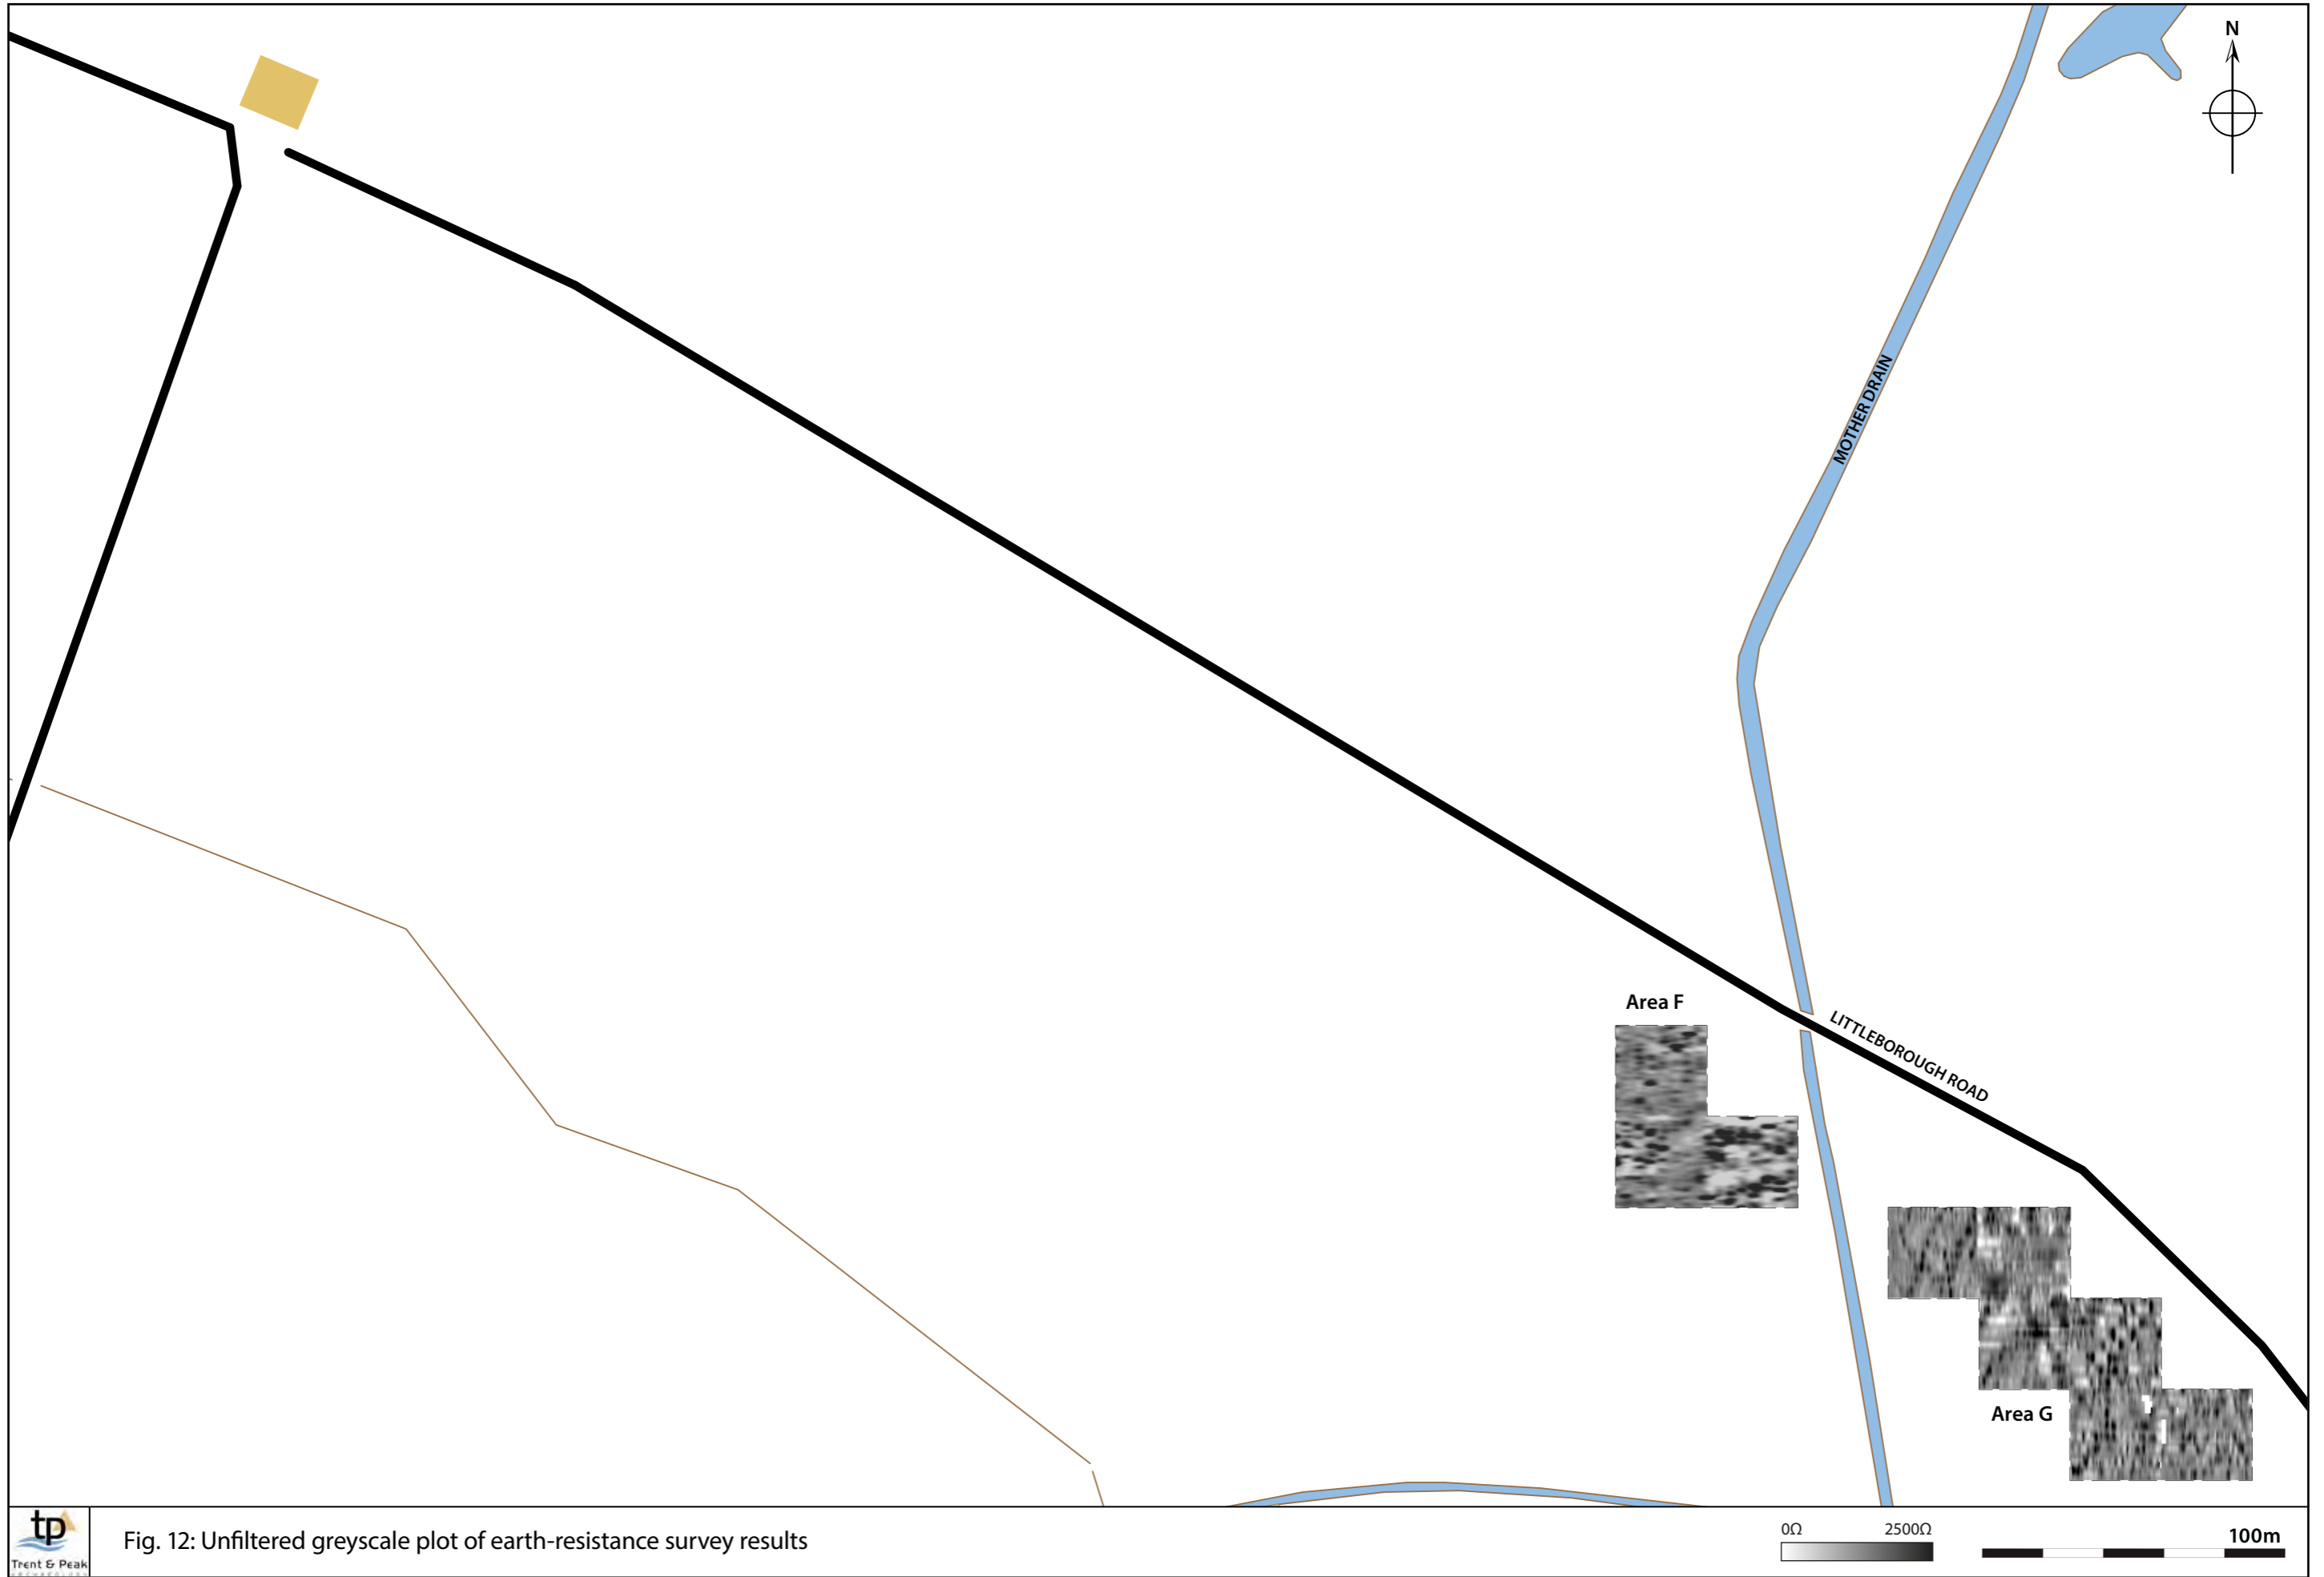 N
MOTHER DRAIN
Area F
LITTLEBOROUGH ROAD
Area G
tp
Trent & Peak
ARCHAEOLOGY
Fig. 12: Unfiltered greyscale plot of earth-resistance survey results
0Ω 2500Ω
100m